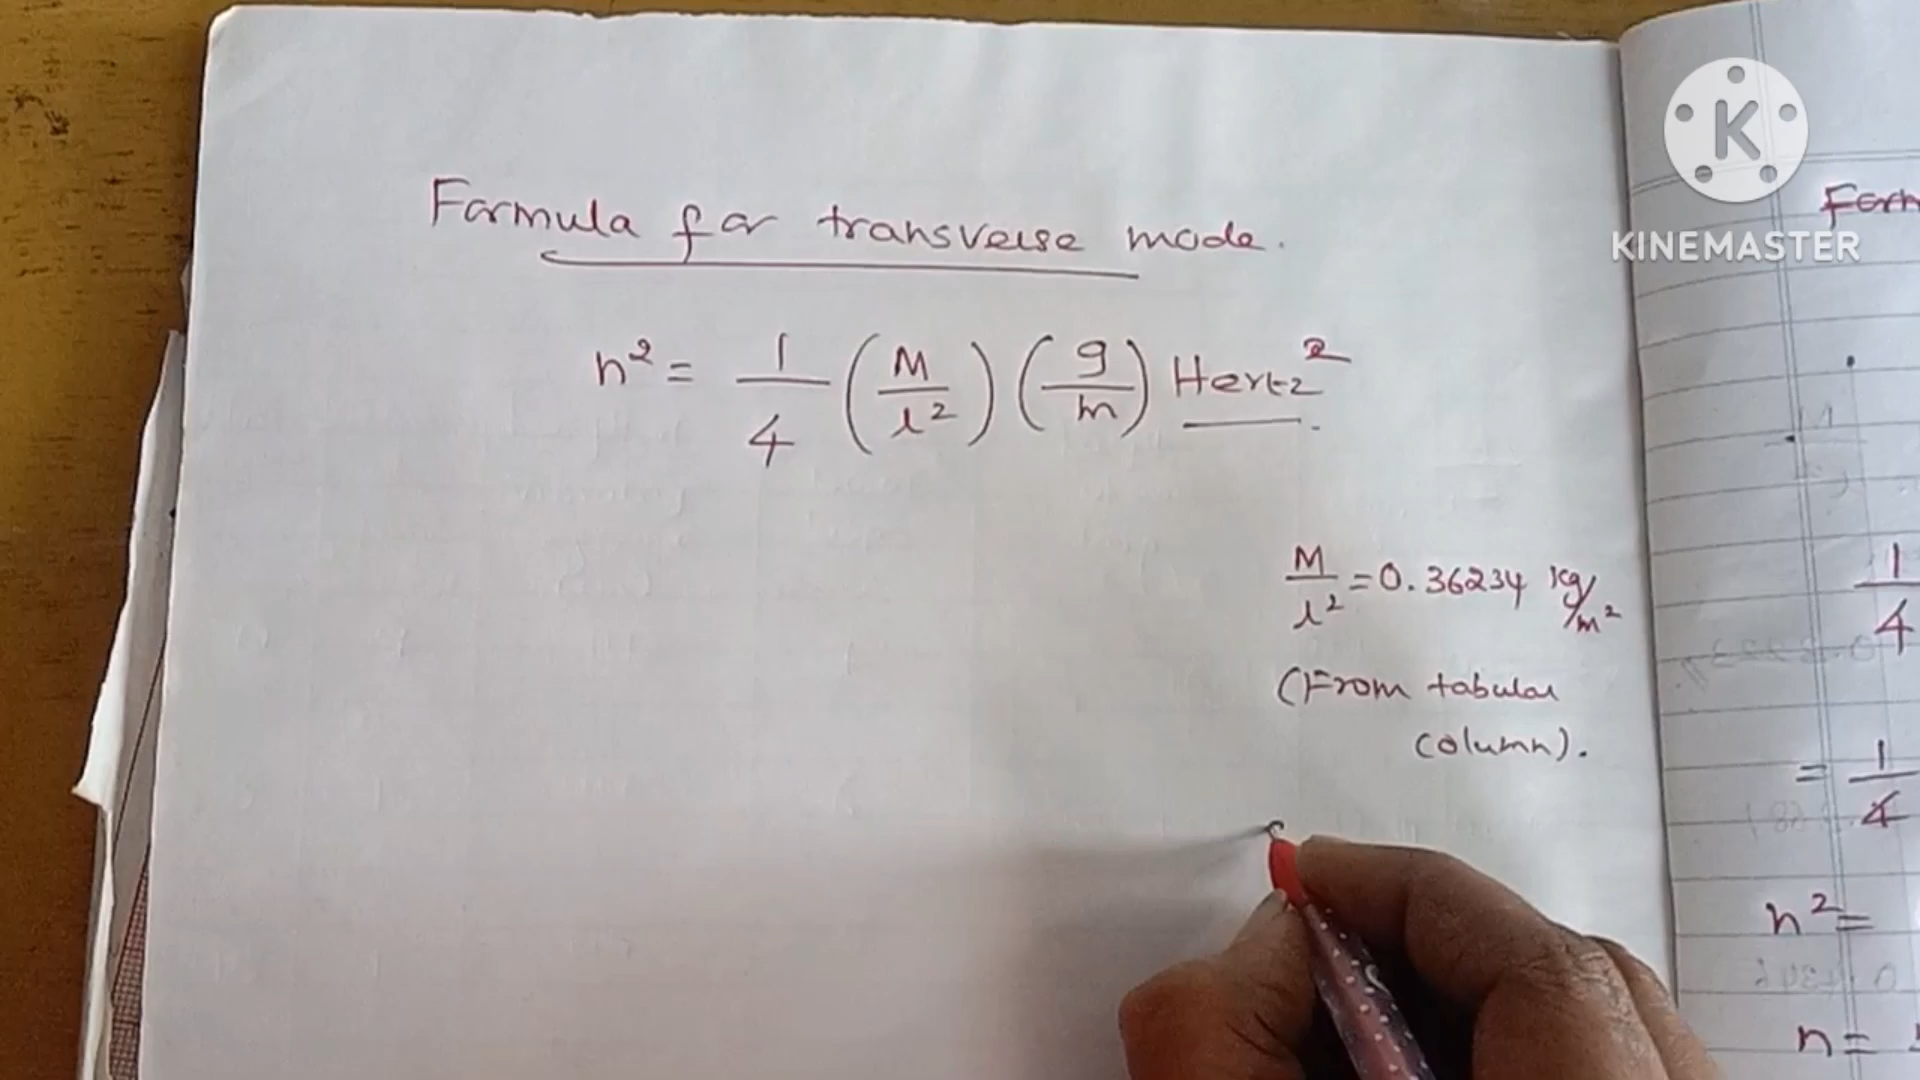 Formula for transverse mode.
n² = 1/4 (M/l²) (g/m) Hertz².
M/l² = 0.36234 kg/m²
(From tabular
column).
K
KINEMASTER
Form
1/4
= 1/4
n² =
n =